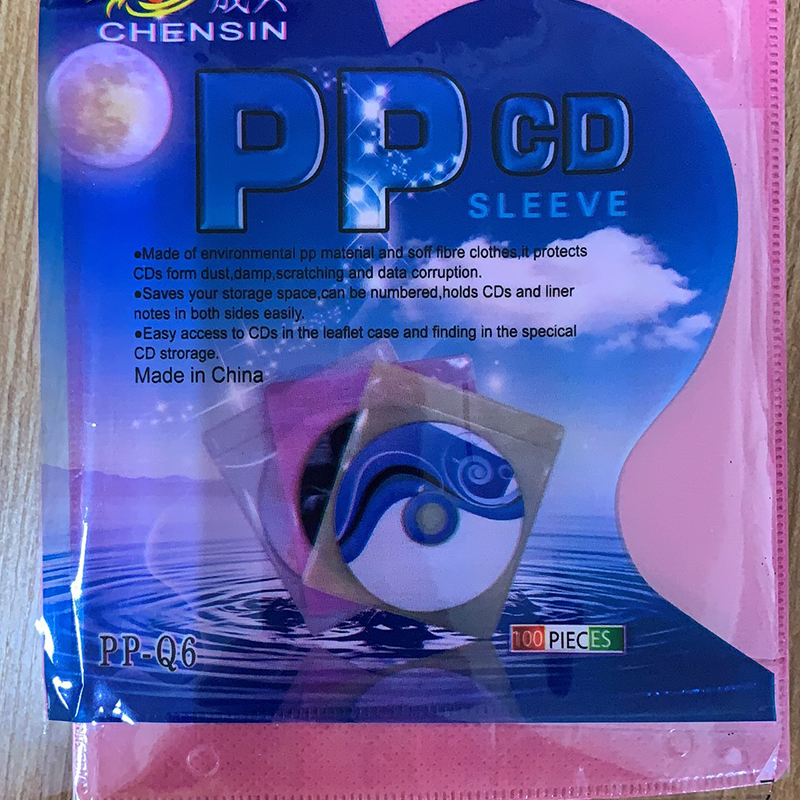 CHENSIN
PP CD
SLEEVE
●Made of environmental pp material and soff fibre clothes,it protects
CDs form dust,damp,scratching and data corruption.
●Saves your storage space,can be numbered,holds CDs and liner
notes in both sides easily.
●Easy access to CDs in the leaflet case and finding in the specical
CD strorage.
Made in China
PP-Q6
100 PIECES